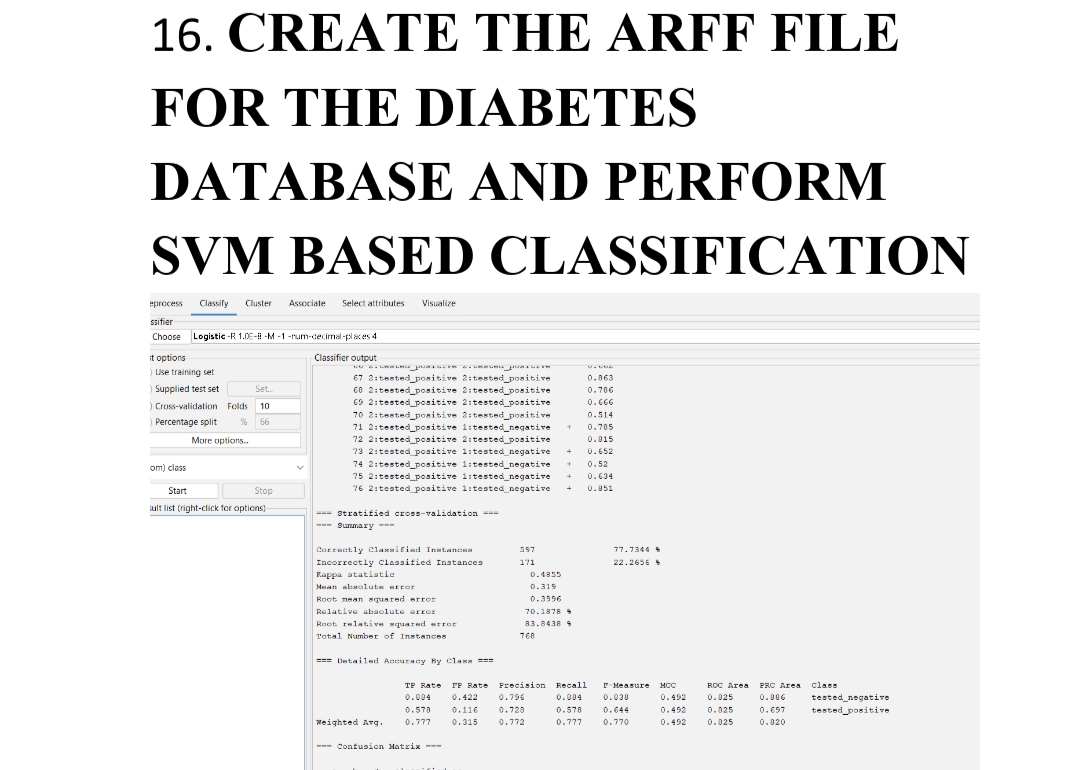 16. CREATE THE ARFF FILE
FOR THE DIABETES
DATABASE AND PERFORM
SVM BASED CLASSIFICATION
eprocess Classify Cluster Associate Select attributes Visualize
ssifier
Choose Logistic -R 1.0E-8 -M -1 -num-decimal-places 4
t options
Classifier output
Use training set
Supplied test set Set...
Cross-validation Folds 10
Percentage split % 66
More options...
om) class
Start Stop
ult list (right-click for options)
67 2:tested_positive 2:tested_positive 0.863
68 2:tested_positive 2:tested_positive 0.786
69 2:tested_positive 2:tested_positive 0.666
70 2:tested_positive 2:tested_positive 0.514
71 2:tested_positive 1:tested_negative + 0.785
72 2:tested_positive 2:tested_positive 0.815
73 2:tested_positive 1:tested_negative + 0.652
74 2:tested_positive 1:tested_negative + 0.52
75 2:tested_positive 1:tested_negative + 0.634
76 2:tested_positive 1:tested_negative + 0.851
=== Stratified cross-validation ===
=== Summary ===
Correctly Classified Instances 597 77.7344 %
Incorrectly Classified Instances 171 22.2656 %
Kappa statistic 0.4855
Mean absolute error 0.319
Root mean squared error 0.3996
Relative absolute error 70.1878 %
Root relative squared error 83.8438 %
Total Number of Instances 768
=== Detailed Accuracy By Class ===
TP Rate FP Rate Precision Recall F-Measure MCC ROC Area PRC Area Class
0.884 0.422 0.796 0.884 0.838 0.492 0.825 0.886 tested_negative
0.578 0.116 0.728 0.578 0.644 0.492 0.825 0.697 tested_positive
Weighted Avg. 0.777 0.315 0.772 0.777 0.770 0.492 0.825 0.820
=== Confusion Matrix ===